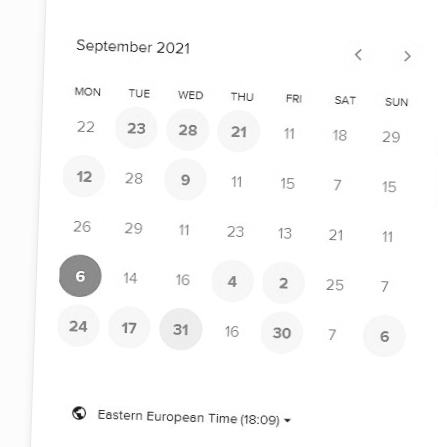 September 2021
MON TUE WED THU FRI SAT SUN
22 23 28 21 11 18 29
12 28 9 11 15 7 15
26 29 11 23 13 21 11
6 14 16 4 2 25 7
24 17 31 16 30 7 6
Eastern European Time (18:09)